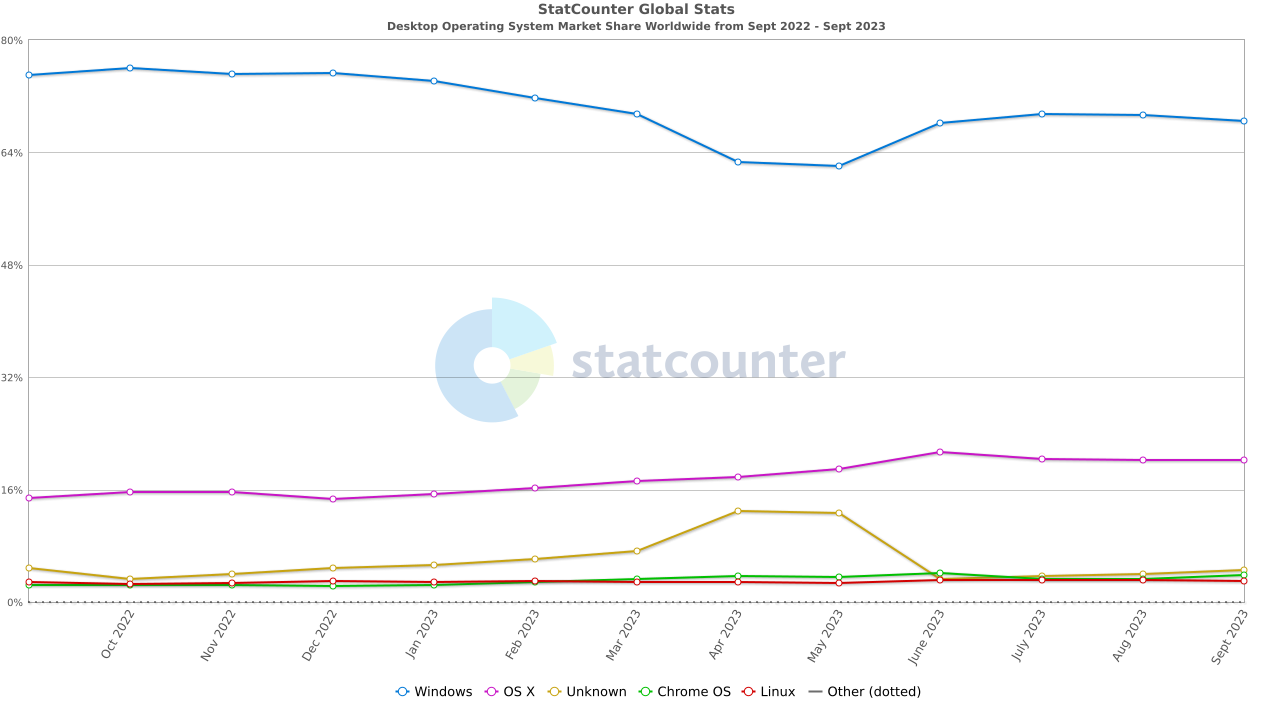 StatCounter Global Stats
Desktop Operating System Market Share Worldwide from Sept 2022 - Sept 2023
80%
64%
48%
32%
16%
0%
statcounter
Oct 2022
Nov 2022
Dec 2022
Jan 2023
Feb 2023
Mar 2023
Apr 2023
May 2023
June 2023
July 2023
Aug 2023
Sept 2023
Windows OS X Unknown Chrome OS Linux Other (dotted)